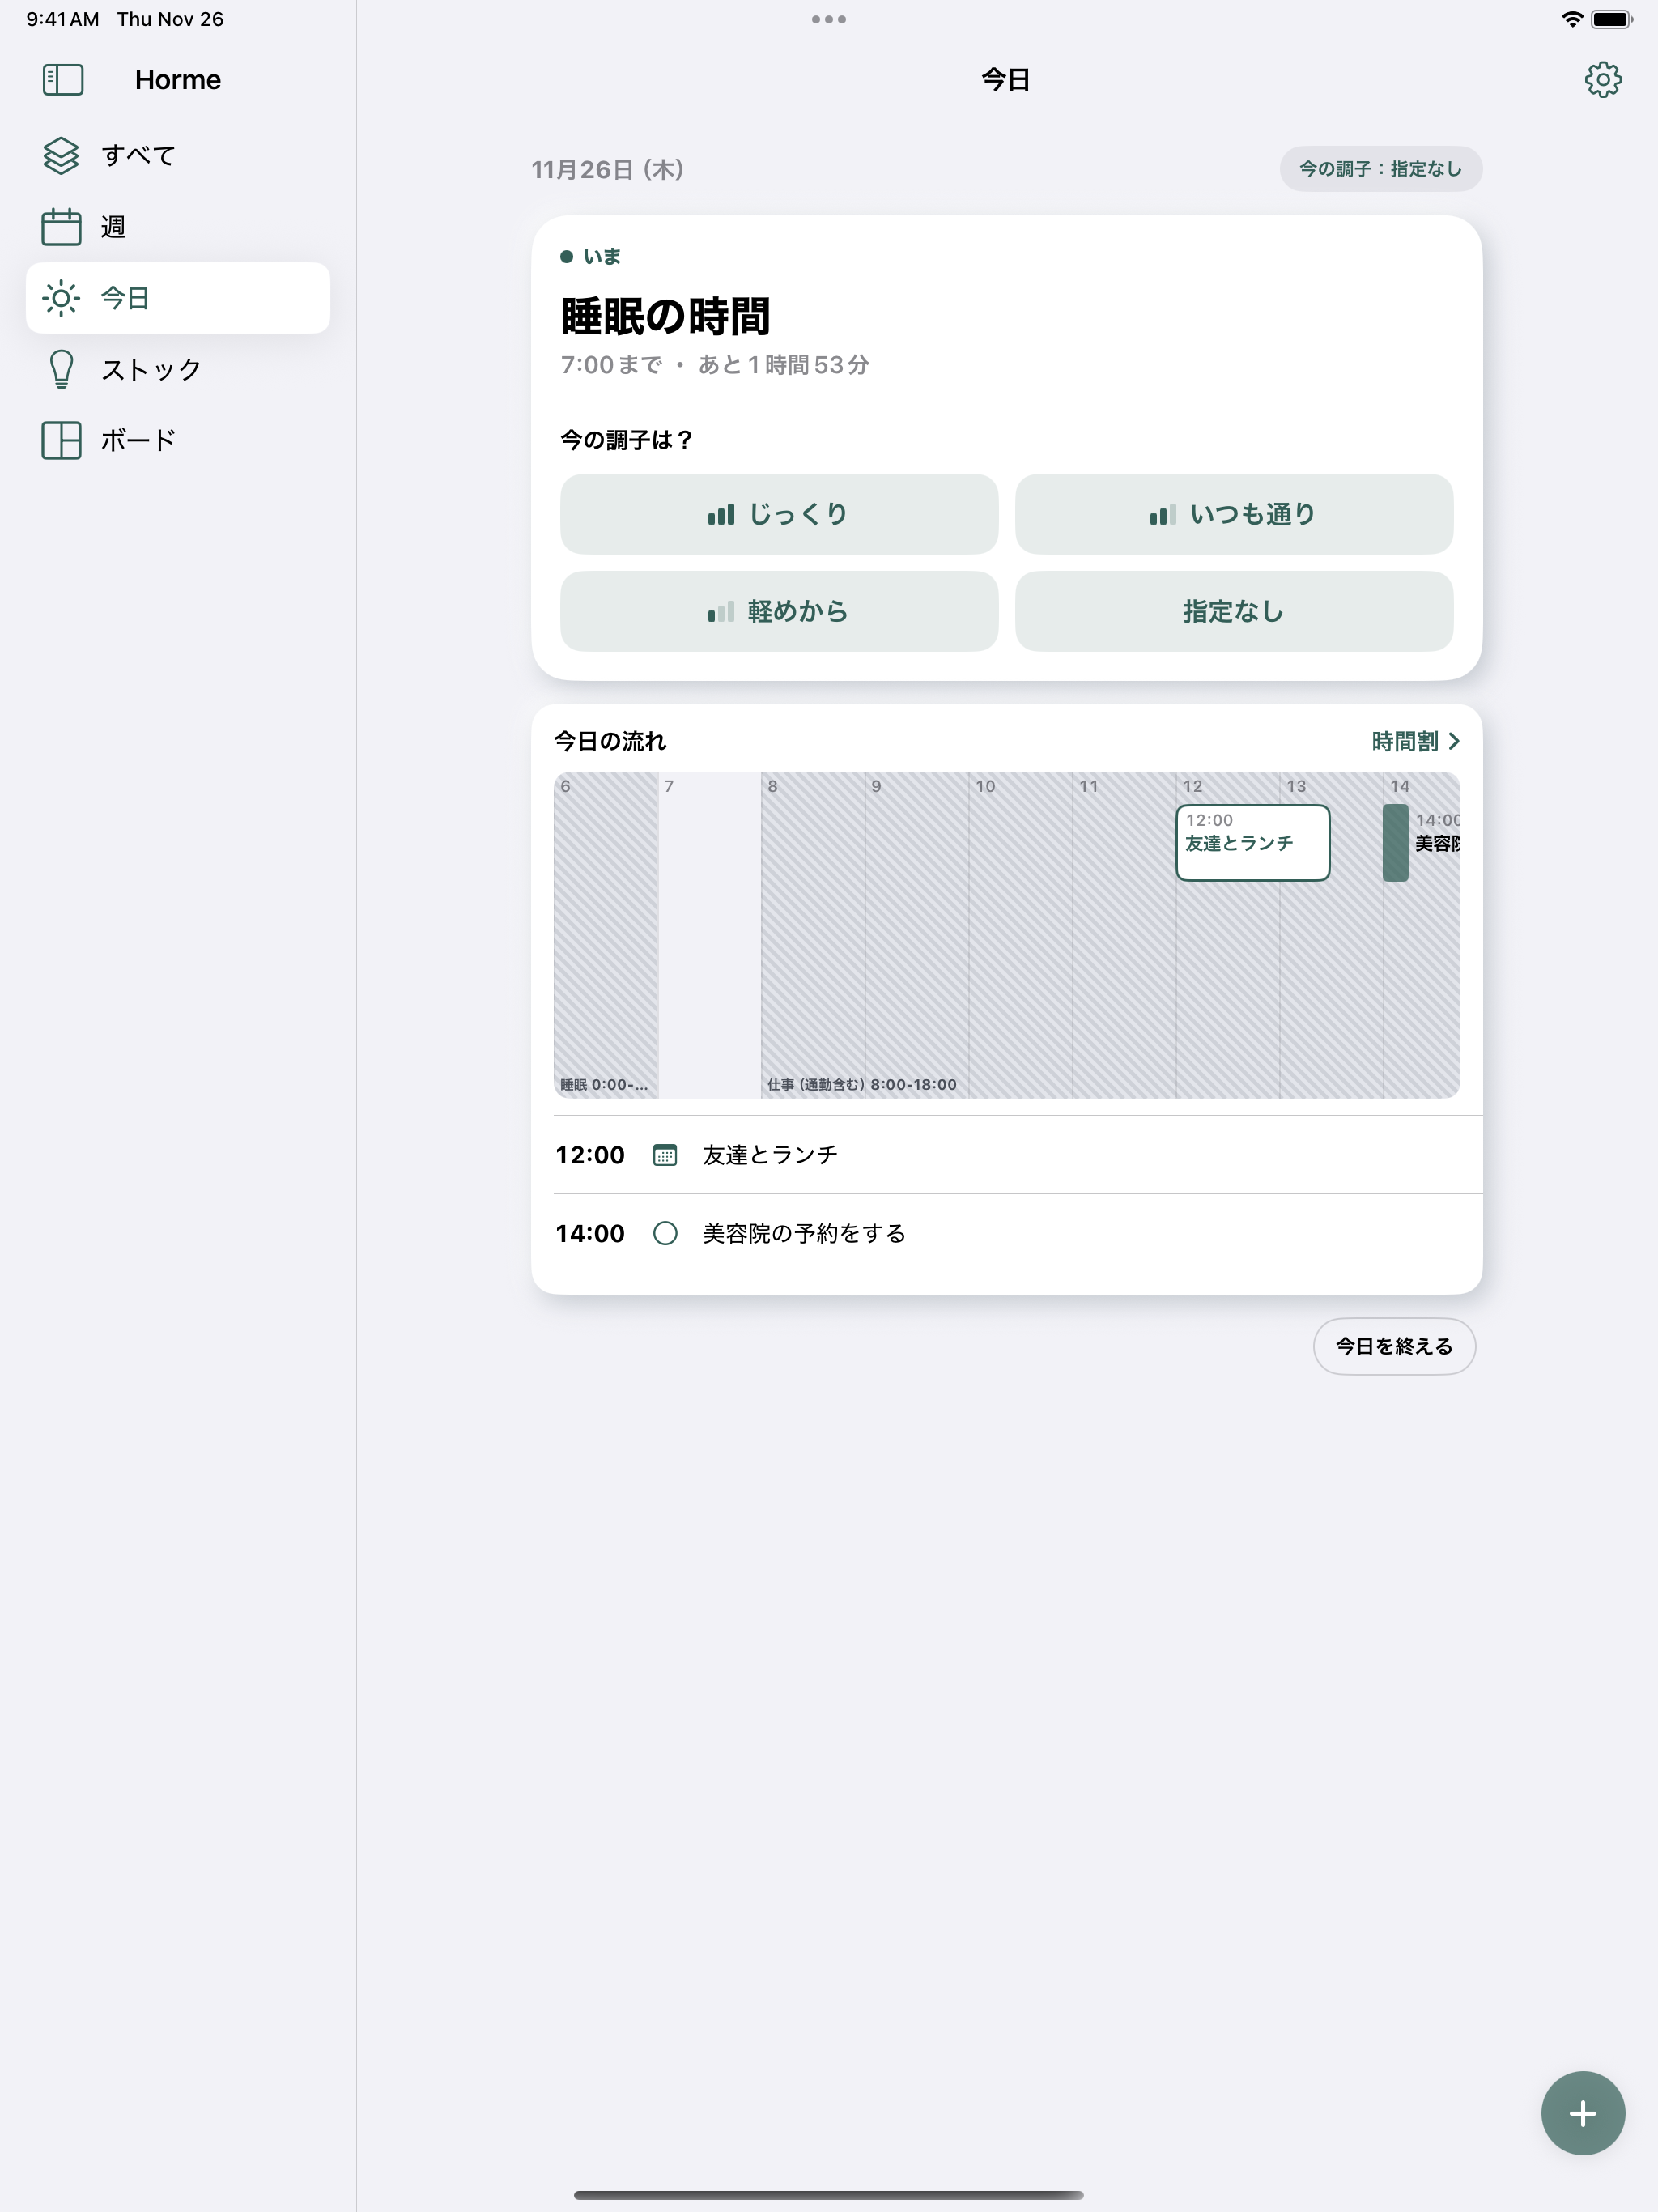 9:41 AM Thu Nov 26
Horme
すべて
週
今日
ストック
ボード
今日
11月26日（木）
今の調子：指定なし
いま
睡眠の時間
7:00まで ・ あと1時間53分
今の調子は？
じっくり
いつも通り
軽めから
指定なし
今日の流れ
時間割
6 7 8 9 10 11 12 13 14
12:00
友達とランチ
14:00
美容院
睡眠 0:00-...
仕事（通勤含む）8:00-18:00
12:00 友達とランチ
14:00 美容院の予約をする
今日を終える